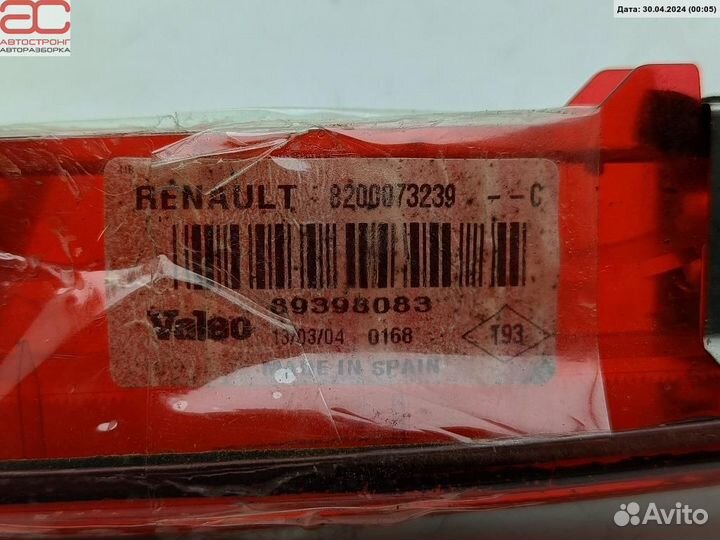 АС
АВТОСТРОНГ
АВТОРАЗБОРКА
Дата: 30.04.2024 (00:05)
RENAULT 8200073239 --C
89398083
Valeo 13/03/04 0168 T93
MADE IN SPAIN
Avito